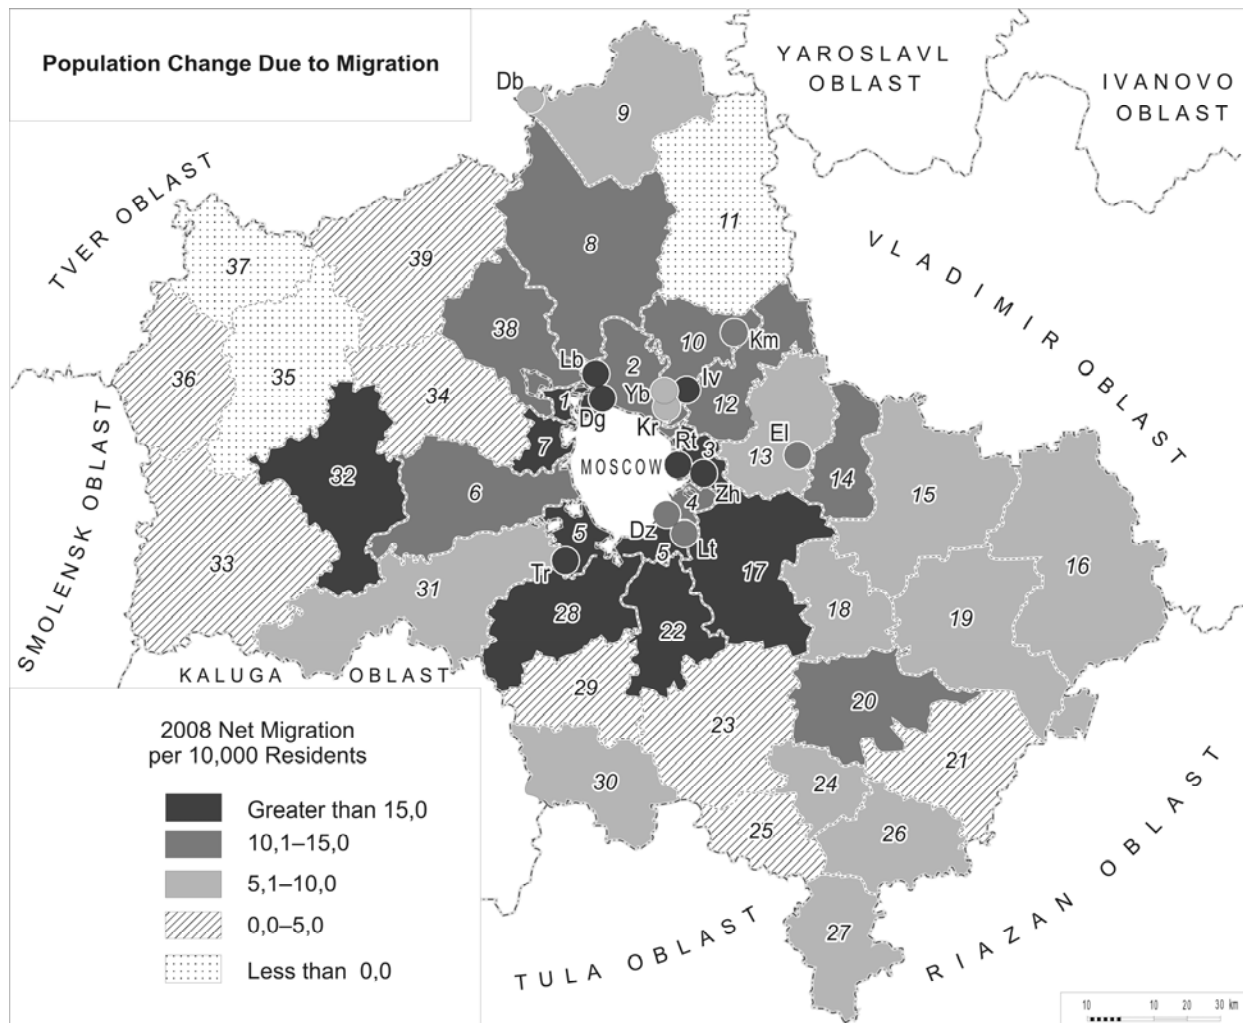 Population Change Due to Migration
YAROSLAVL
OBLAST
IVANOVO
OBLAST
TVER OBLAST
VLADIMIR OBLAST
SMOLENSK OBLAST
KALUGA OBLAST
TULA OBLAST
RIAZAN OBLAST
MOSCOW
Db
9
11
8
37
39
38
10
Km
Lb
2
36
35
34
Yb
Iv
12
1
Dg
Kr
El
7
Rt
3
13
14
15
32
6
Zh
4
Dz
Lt
5
5
Tr
33
31
17
16
18
19
28
22
29
23
20
21
30
24
25
26
27
2008 Net Migration
per 10,000 Residents
Greater than 15,0
10,1–15,0
5,1–10,0
0,0–5,0
Less than 0,0
10 10 20 30 km